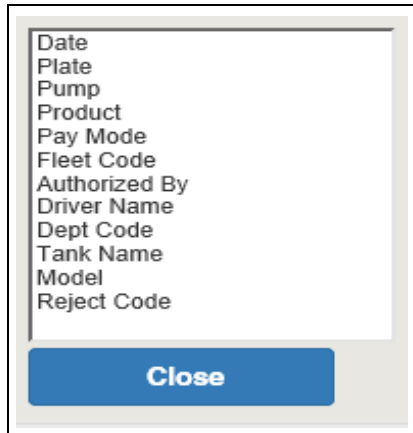 Date
Plate
Pump
Product
Pay Mode
Fleet Code
Authorized By
Driver Name
Dept Code
Tank Name
Model
Reject Code
Close